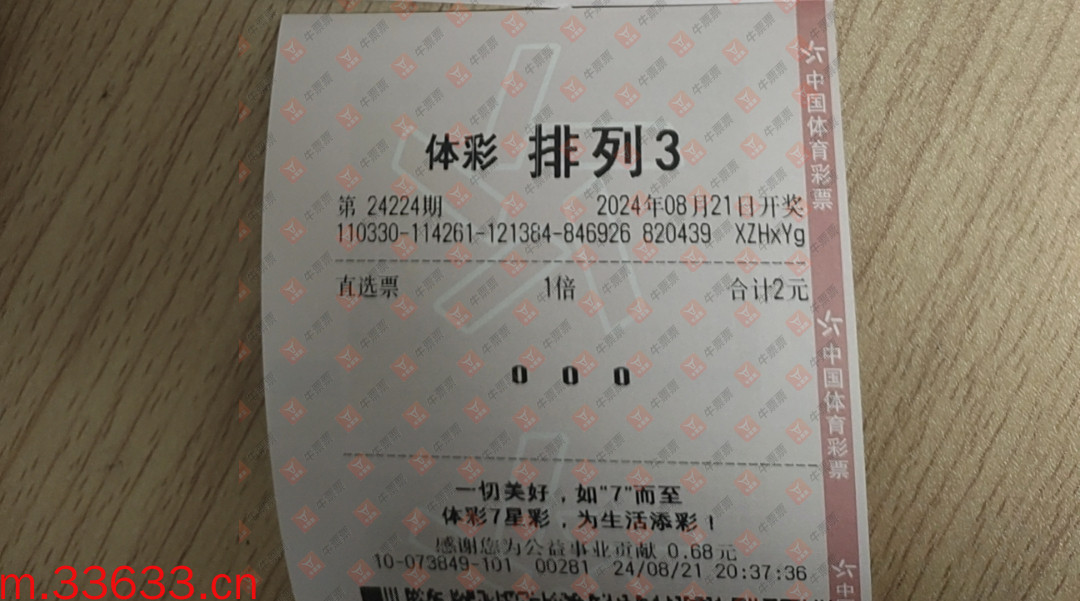 体彩 排列3
第 24224期 2024年08月21日开奖
110330-114261-121384-846926 820439 XZHxYg
直选票 1倍 合计2元
0 0 0
一切美好，如"7"而至
体彩7星彩，为生活添彩！
感谢您为公益事业贡献 0.68元
10-073849-101 00281 24/08/21 20:37:36
中国体育彩票
中国体育彩票
中
牛票票
m.33633.cn